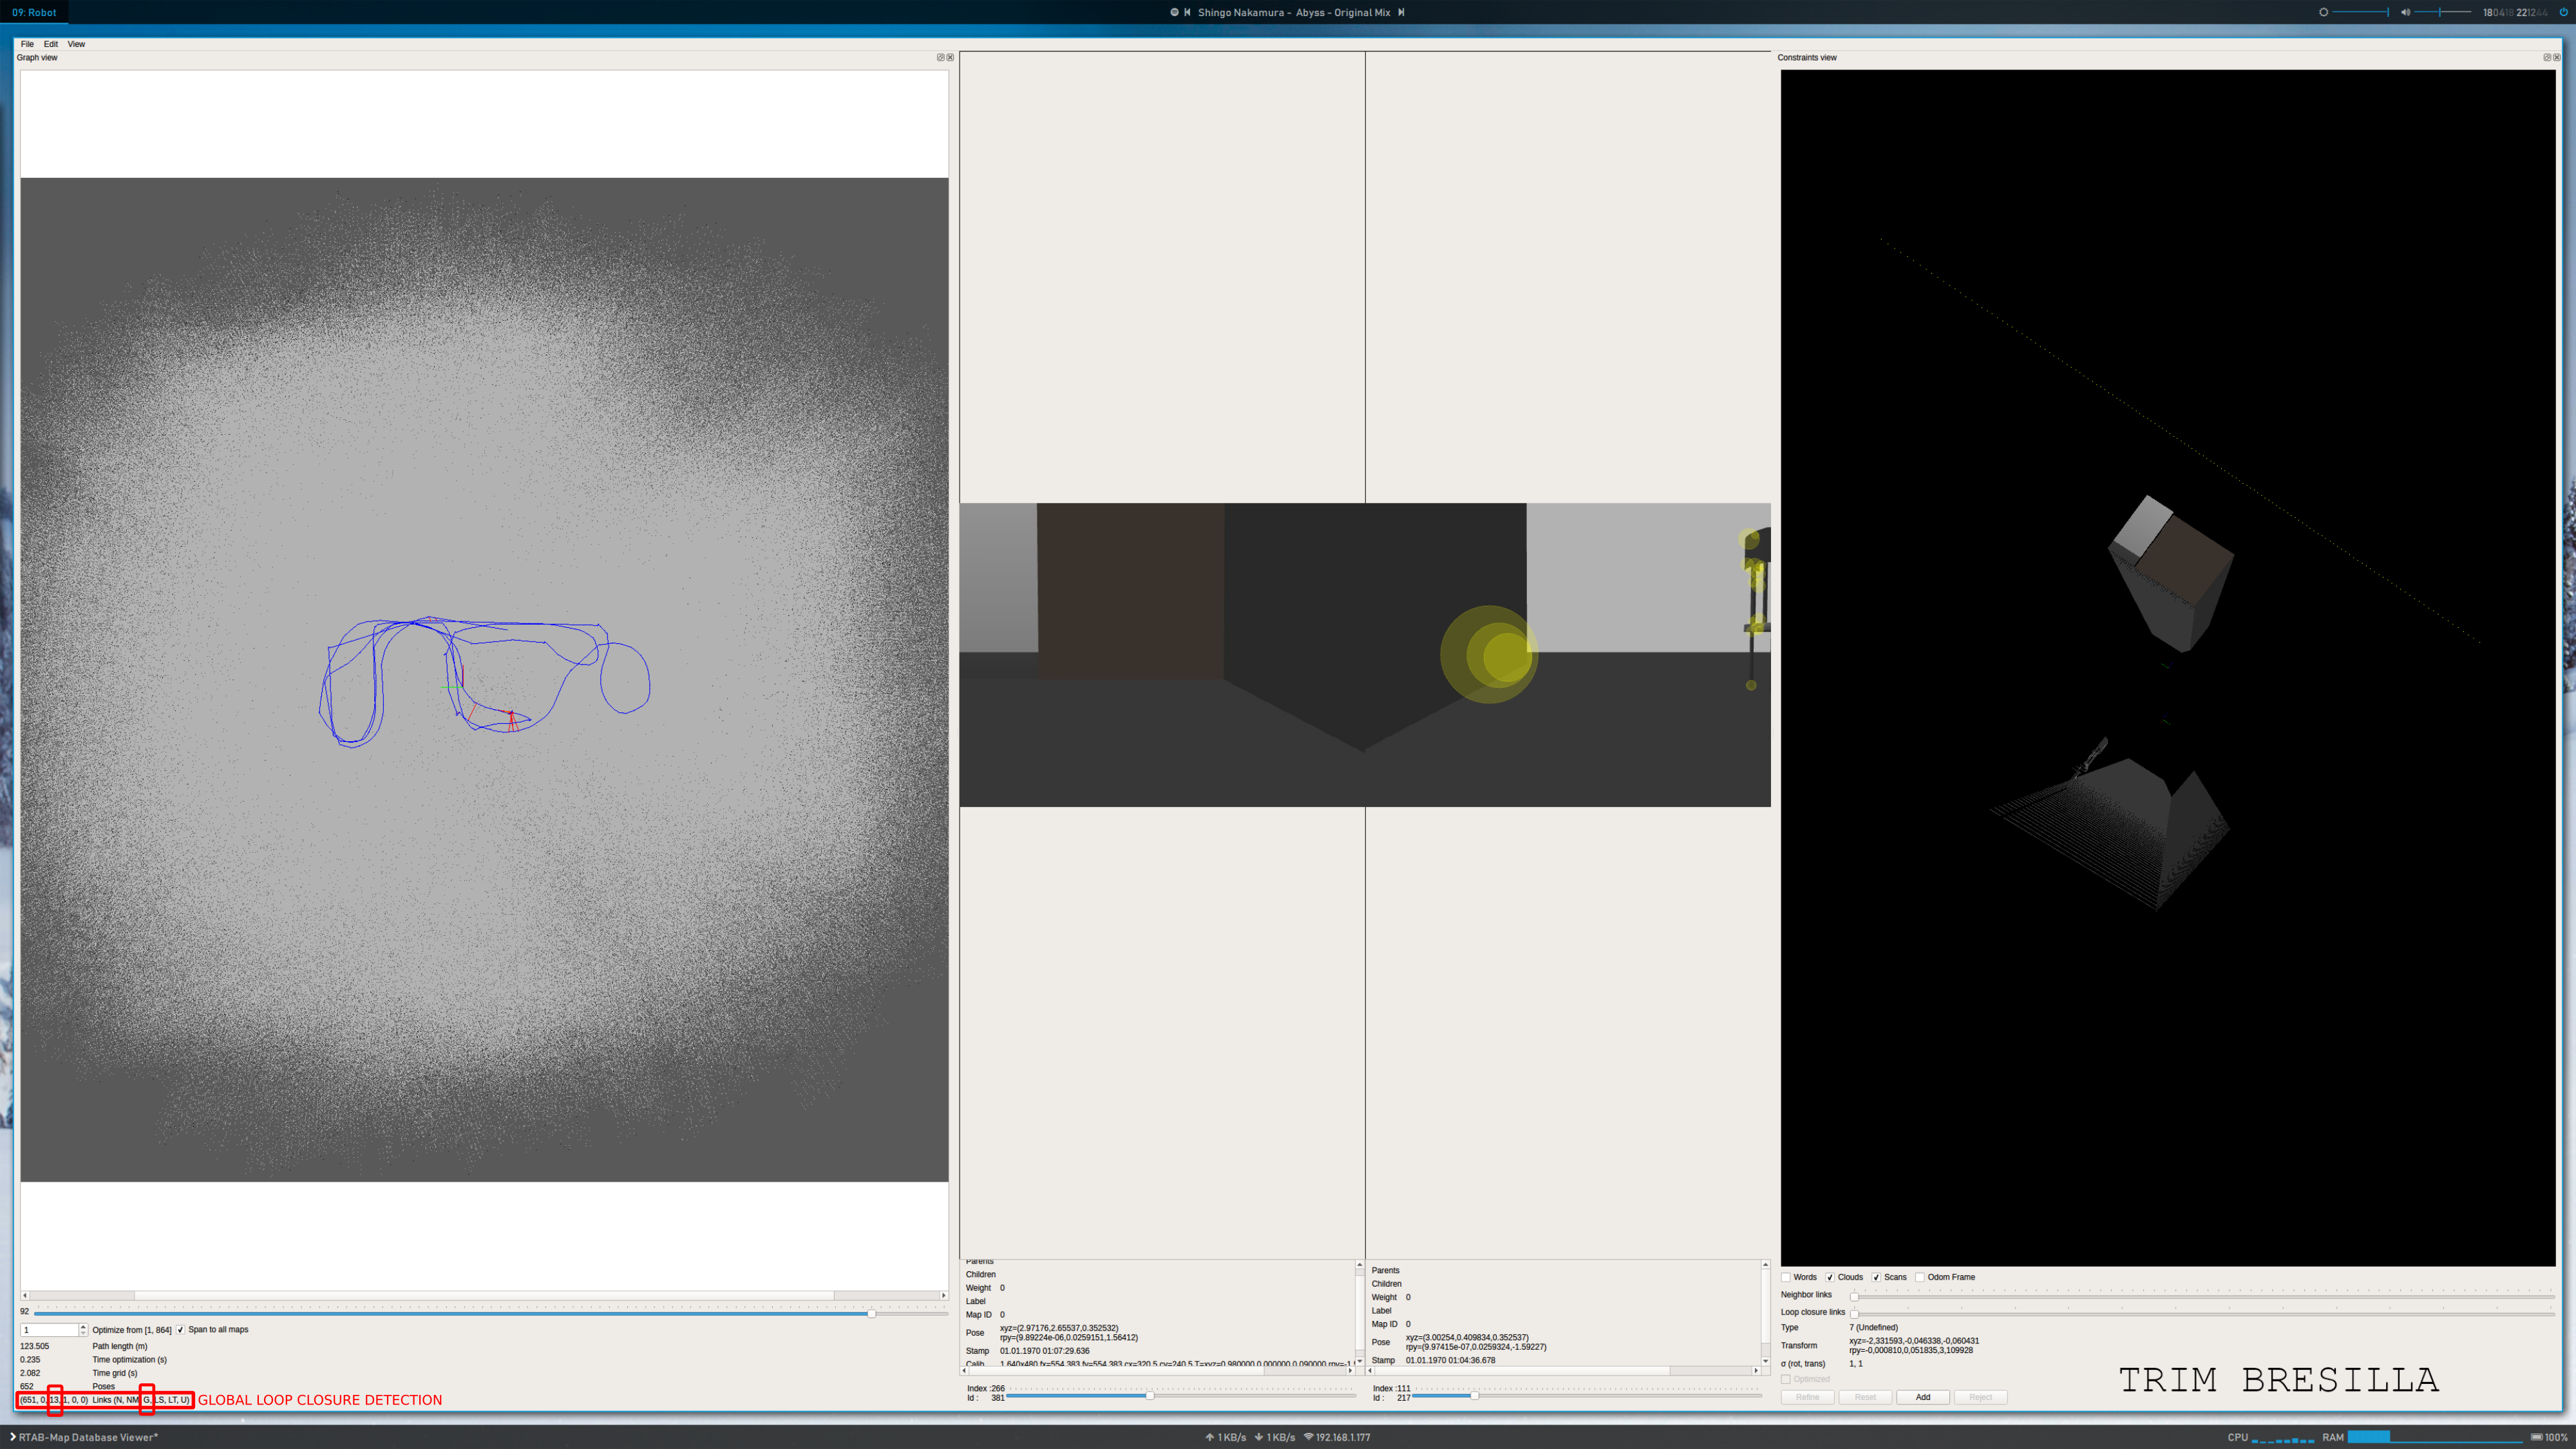 09: Robot
Shingo Nakamura - Abyss - Original Mix
180418 221244
File Edit View
Graph view
Constraints view
92
1 Optimize from [1, 864] Span to all maps
123.505 Path length (m)
0.235 Time optimization (s)
2.082 Time grid (s)
652 Poses
(651, 0, 13, 1, 0, 0) Links (N, NM, G, LS, LT, U) GLOBAL LOOP CLOSURE DETECTION
Parents
Children
Weight 0
Label
Map ID 0
Pose xyz=(2.97176,2.65537,0.352532)
rpy=(9.89224e-06,0.0259151,1.56412)
Stamp 01.01.1970 01:07:29.636
Calib 1 640x480 fx=554.383 fy=554.383 cx=320.5 cy=240.5 T=xyz=0.980000 0.000000 0.090000
Index :266
Id : 381
Parents
Children
Weight 0
Label
Map ID 0
Pose xyz=(3.00254,0.409834,0.352537)
rpy=(9.97415e-07,0.0259324,-1.59227)
Stamp 01.01.1970 01:04:36.678
Index :111
Id : 217
Words Clouds Scans Odom Frame
Neighbor links
Loop closure links
Type 7 (Undefined)
Transform xyz=-2,331593,-0,046338,-0,060431
rpy=-0,000810,0,051835,3,109928
σ (rot, trans) 1, 1
Optimized
Refine Reset Add Reject
TRIM BRESILLA
RTAB-Map Database Viewer*
1 KB/s 1 KB/s 192.168.1.177
CPU RAM 100%